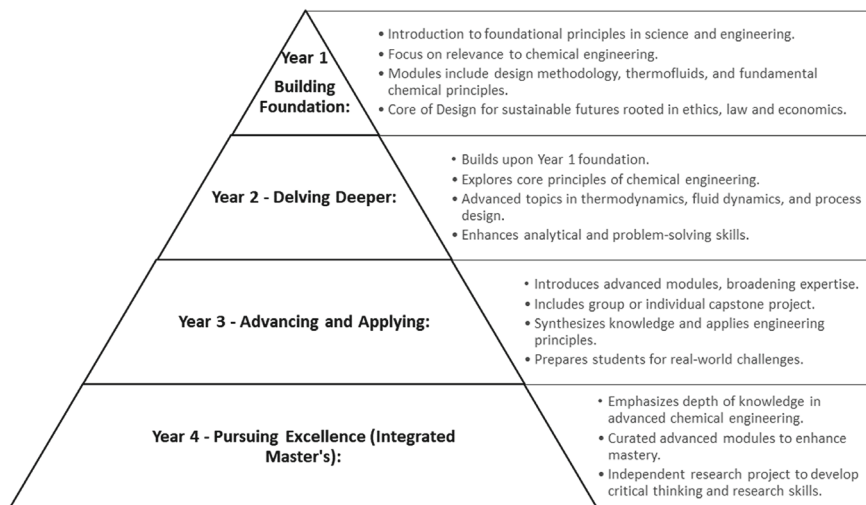 Year 1
Building
Foundation:
• Introduction to foundational principles in science and engineering.
• Focus on relevance to chemical engineering.
• Modules include design methodology, thermofluids, and fundamental
chemical principles.
• Core of Design for sustainable futures rooted in ethics, law and economics.
Year 2 - Delving Deeper:
• Builds upon Year 1 foundation.
• Explores core principles of chemical engineering.
• Advanced topics in thermodynamics, fluid dynamics, and process
design.
• Enhances analytical and problem-solving skills.
Year 3 - Advancing and Applying:
• Introduces advanced modules, broadening expertise.
• Includes group or individual capstone project.
• Synthesizes knowledge and applies engineering
principles.
• Prepares students for real-world challenges.
Year 4 - Pursuing Excellence (Integrated
Master's):
• Emphasizes depth of knowledge in
advanced chemical engineering.
• Curated advanced modules to enhance
mastery.
• Independent research project to develop
critical thinking and research skills.